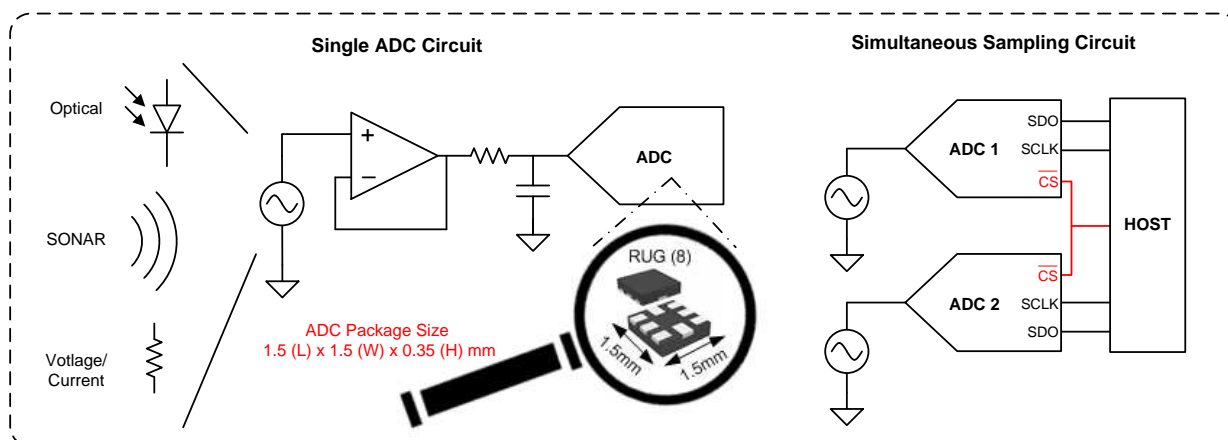 Single ADC Circuit
Optical
SONAR
Votlage/
Current
+
−
ADC
RUG (8)
1.5mm
1.5mm
ADC Package Size
1.5 (L) x 1.5 (W) x 0.35 (H) mm
Simultaneous Sampling Circuit
ADC 1
SDO
SCLK
CS
HOST
ADC 2
CS
SCLK
SDO